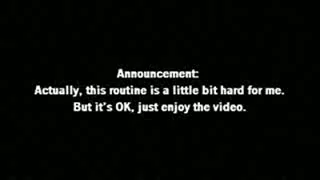 Announcement:
Actually, this routine is a little bit hard for me.
But it's OK, just enjoy the video.